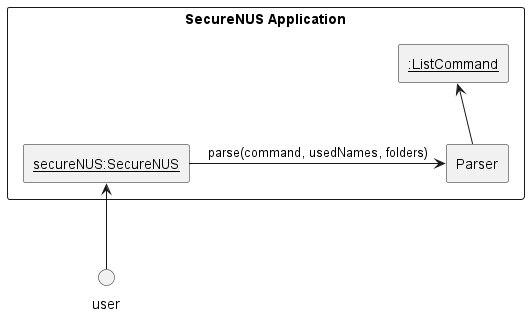 SecureNUS Application
:ListCommand
parse(command, usedNames, folders)
secureNUS:SecureNUS
Parser
user